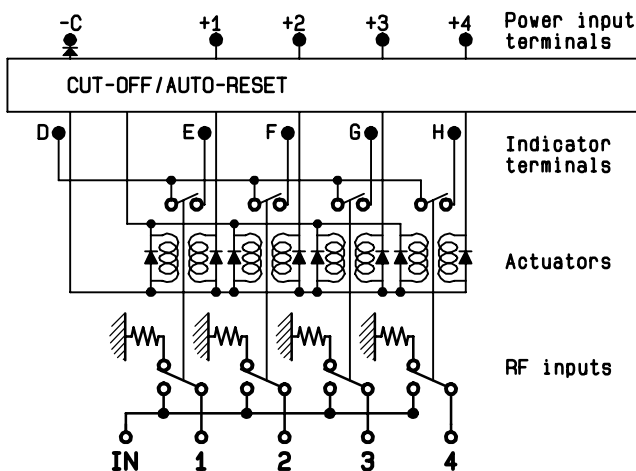 -C +1 +2 +3 +4 Power input
terminals
CUT-OFF/AUTO-RESET
D E F G H
Indicator
terminals
Actuators
RF inputs
IN 1 2 3 4